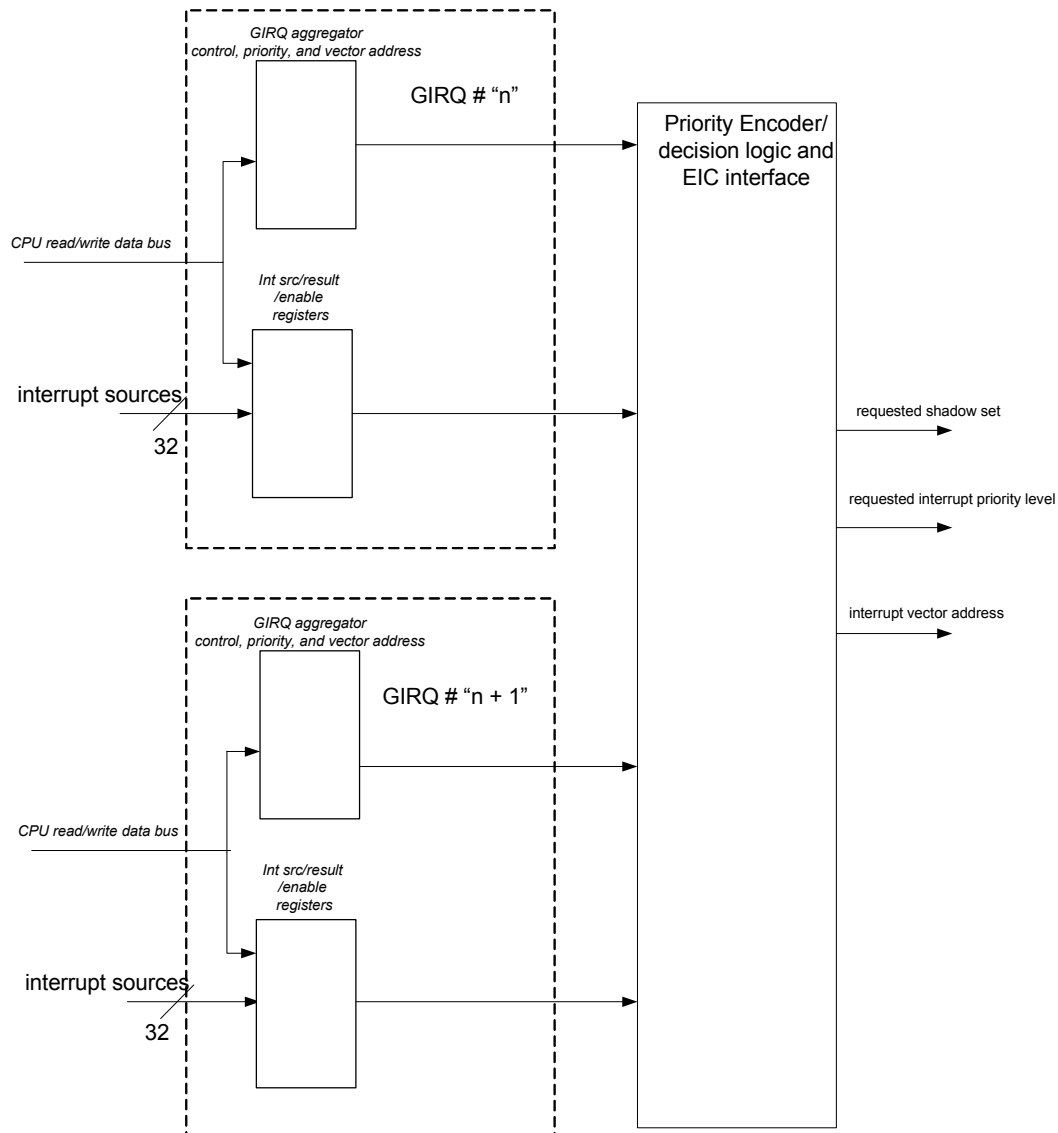 GIRQ aggregator
control, priority, and vector address
GIRQ # “n”
Priority Encoder/
decision logic and
EIC interface
CPU read/write data bus
Int src/result
/enable
registers
interrupt sources
32
requested shadow set
requested interrupt priority level
interrupt vector address
GIRQ aggregator
control, priority, and vector address
GIRQ # “n + 1”
CPU read/write data bus
Int src/result
/enable
registers
interrupt sources
32